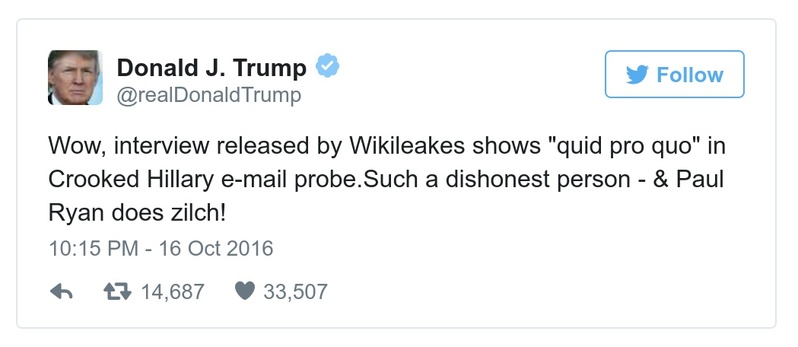 Donald J. Trump
@realDonaldTrump
Follow
Wow, interview released by Wikileakes shows "quid pro quo" in
Crooked Hillary e-mail probe.Such a dishonest person - & Paul
Ryan does zilch!
10:15 PM - 16 Oct 2016
14,687 33,507